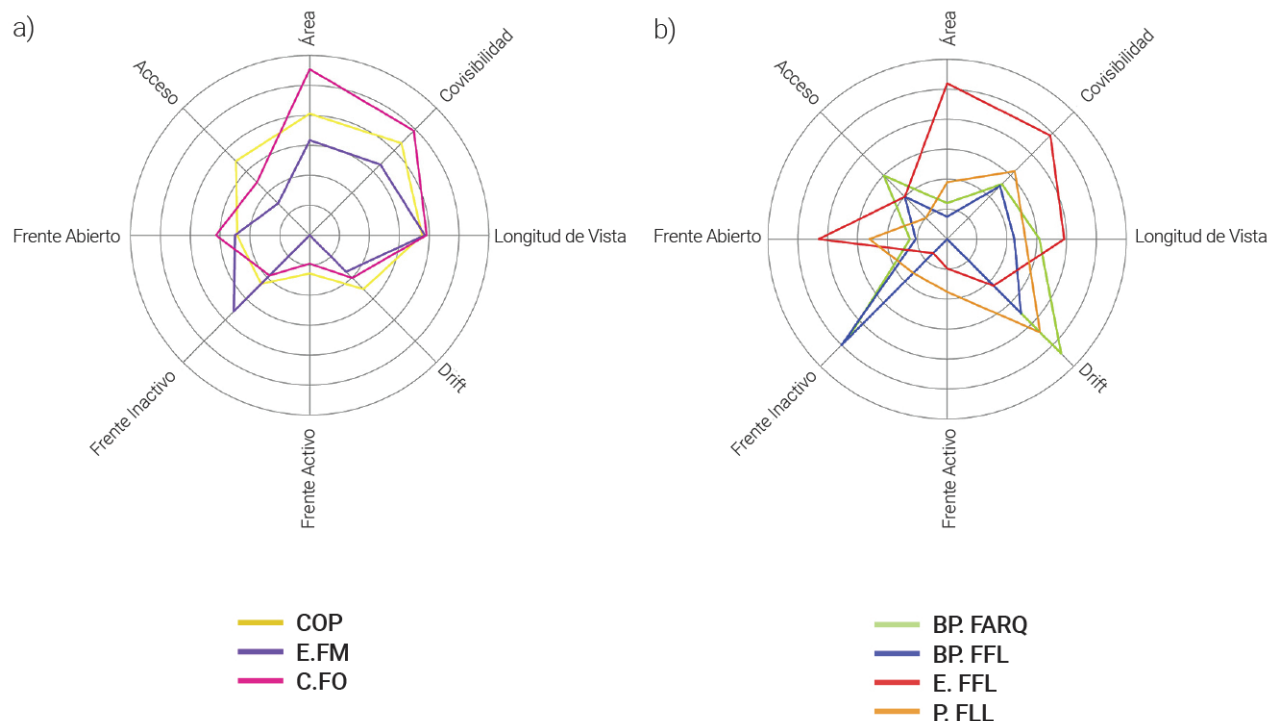 a)
Área
Covisibilidad
Longitud de Vista
Drift
Frente Activo
Frente Inactivo
Frente Abierto
Acceso
COP
E.FM
C.FO
b)
Área
Covisibilidad
Longitud de Vista
Drift
Frente Activo
Frente Inactivo
Frente Abierto
Acceso
BP. FARQ
BP. FFL
E. FFL
P. FLL